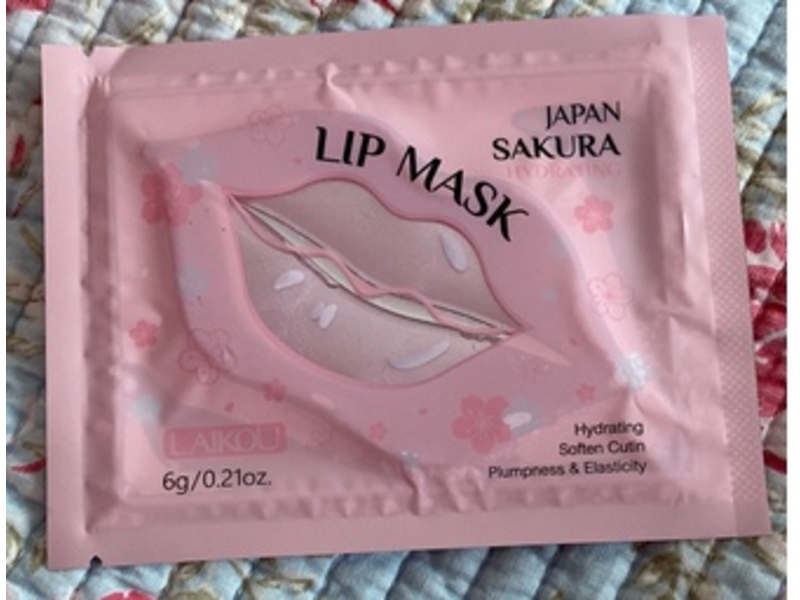 JAPAN
SAKURA
HYDRATING
LIP MASK
LAIKOU
6g/0.21oz.
Hydrating
Soften Cutin
Plumpness & Elasticity